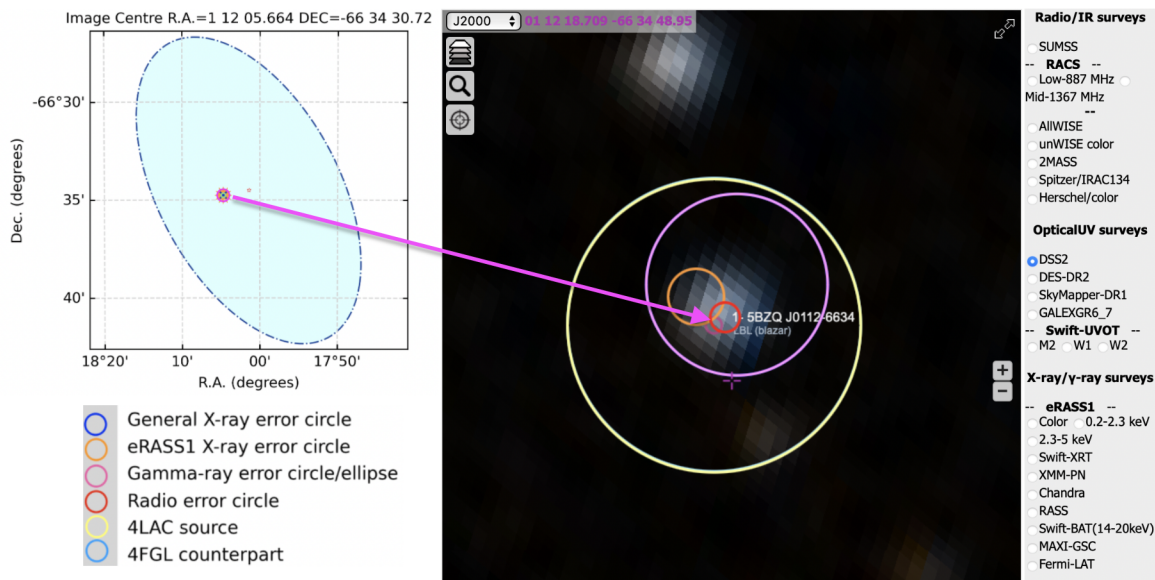 Image Centre R.A.=1 12 05.664 DEC=-66 34 30.72
-66°30'
35'
40'
Dec. (degrees)
18°20'
10'
00'
17°50'
R.A. (degrees)
General X-ray error circle
eRASS1 X-ray error circle
Gamma-ray error circle/ellipse
Radio error circle
4LAC source
4FGL counterpart
J2000
01 12 18.709 -66 34 48.95
1- 5BZQ J0112-6634
LBL (blazar)
+
−
Radio/IR surveys
SUMSS
-- RACS --
Low-887 MHz
Mid-1367 MHz
--
AllWISE
unWISE color
2MASS
Spitzer/IRAC134
Herschel/color
OpticalUV surveys
DSS2
DES-DR2
SkyMapper-DR1
GALEXGR6_7
-- Swift-UVOT --
M2 W1 W2
X-ray/γ-ray surveys
-- eRASS1 --
Color 0.2-2.3 keV
2.3-5 keV
Swift-XRT
XMM-PN
Chandra
RASS
Swift-BAT(14-20keV)
MAXI-GSC
Fermi-LAT